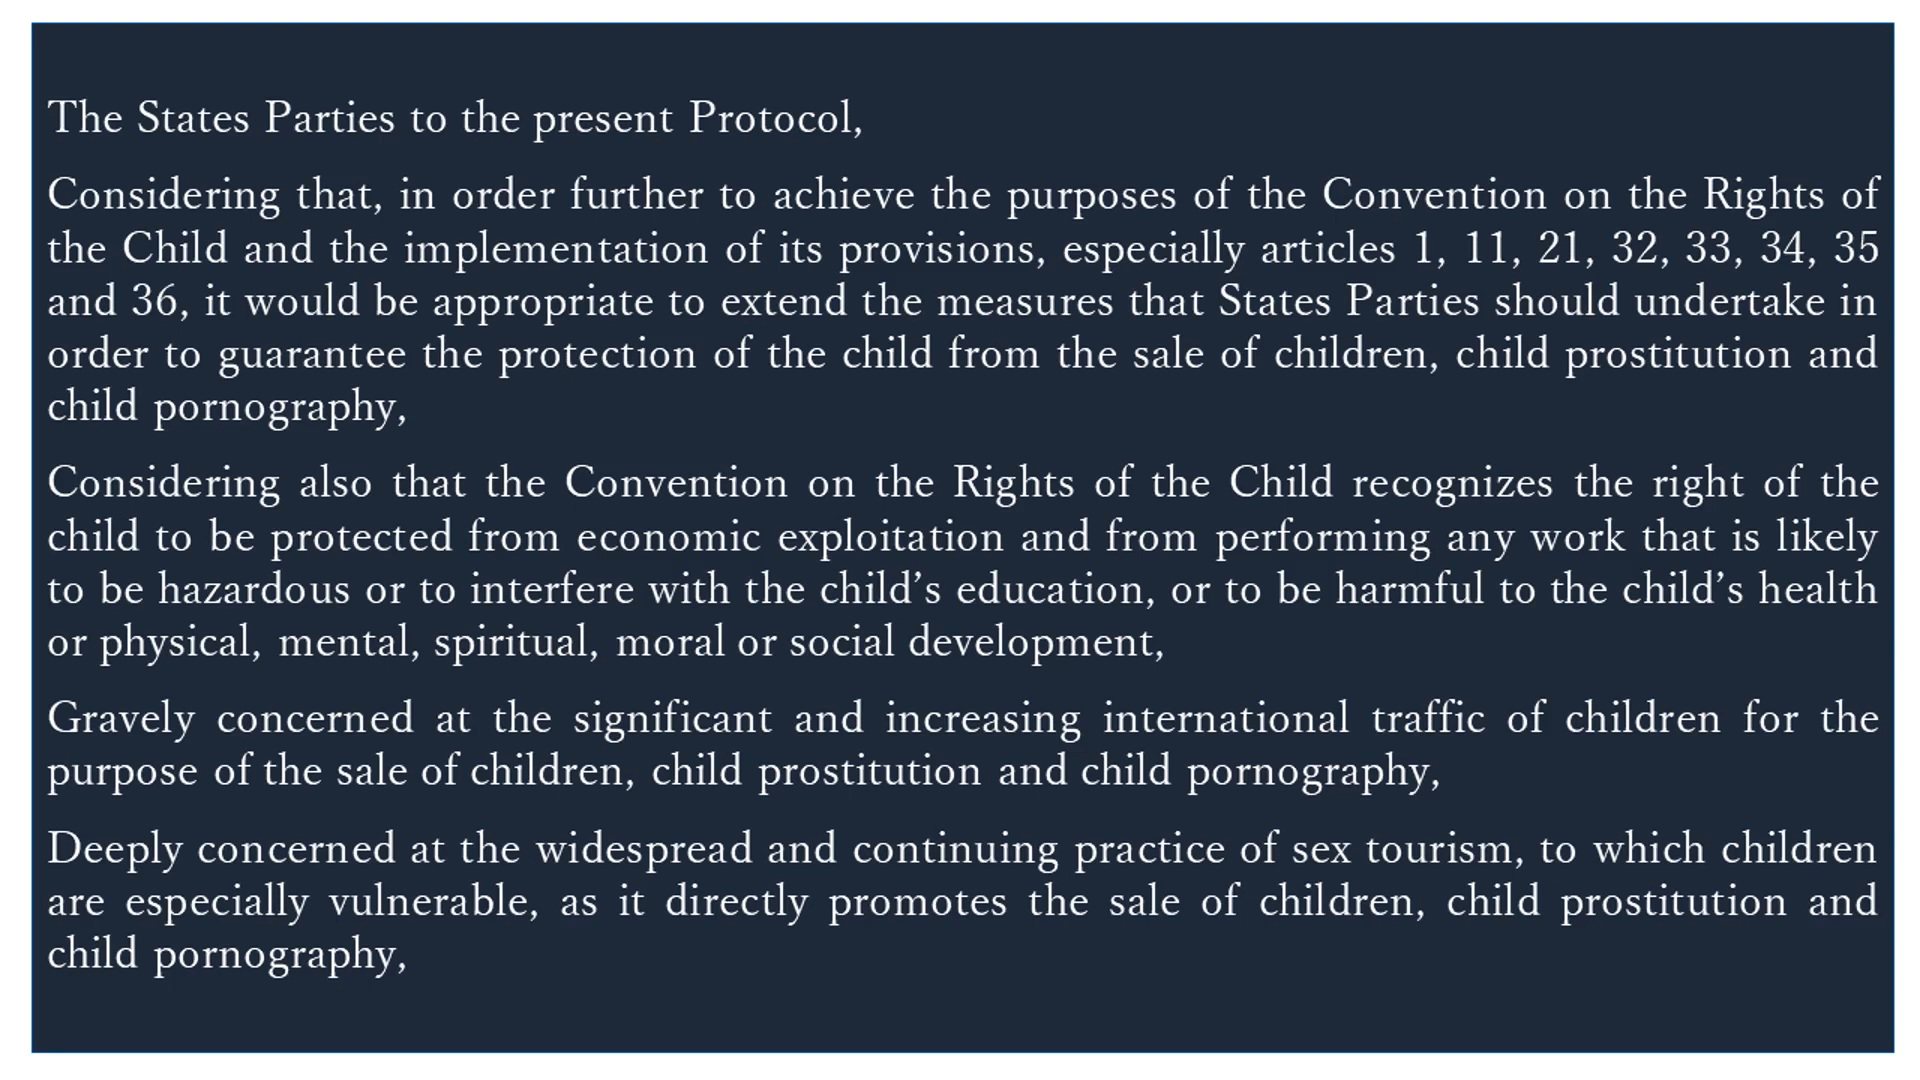 The States Parties to the present Protocol,
Considering that, in order further to achieve the purposes of the Convention on the Rights of
the Child and the implementation of its provisions, especially articles 1, 11, 21, 32, 33, 34, 35
and 36, it would be appropriate to extend the measures that States Parties should undertake in
order to guarantee the protection of the child from the sale of children, child prostitution and
child pornography,
Considering also that the Convention on the Rights of the Child recognizes the right of the
child to be protected from economic exploitation and from performing any work that is likely
to be hazardous or to interfere with the child’s education, or to be harmful to the child’s health
or physical, mental, spiritual, moral or social development,
Gravely concerned at the significant and increasing international traffic of children for the
purpose of the sale of children, child prostitution and child pornography,
Deeply concerned at the widespread and continuing practice of sex tourism, to which children
are especially vulnerable, as it directly promotes the sale of children, child prostitution and
child pornography,